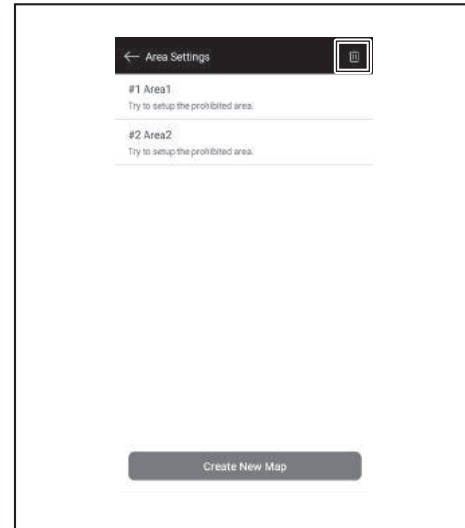 Area Settings
#1 Area1
Try to setup the prohibited area.
#2 Area2
Try to setup the prohibited area.
Create New Map